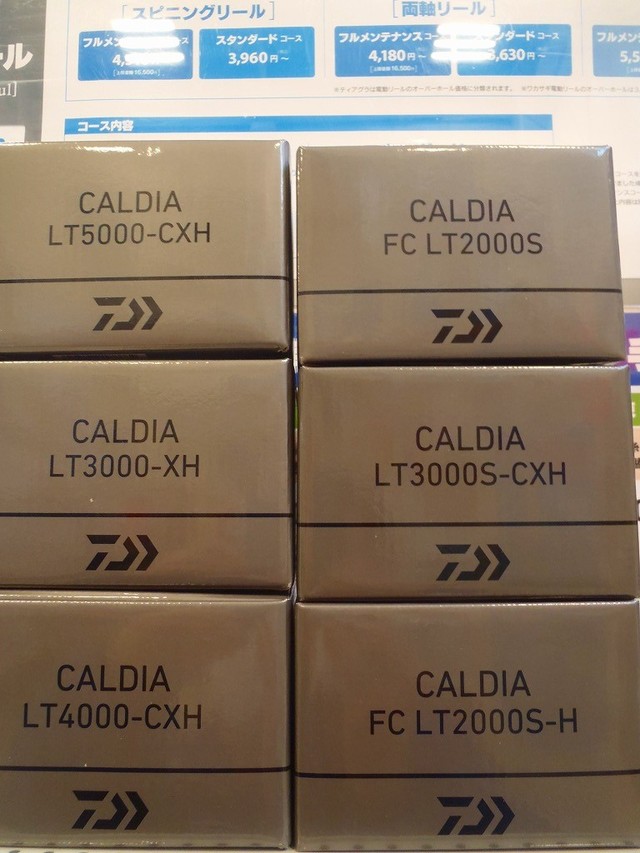 [スピニングリール]
[両軸リール]
スタンダード コース
3,960円～
フルメンテナンスコース
4,180円～
コース内容
CALDIA
LT5000-CXH
CALDIA
FC LT2000S
CALDIA
LT3000-XH
CALDIA
LT3000S-CXH
CALDIA
LT4000-CXH
CALDIA
FC LT2000S-H